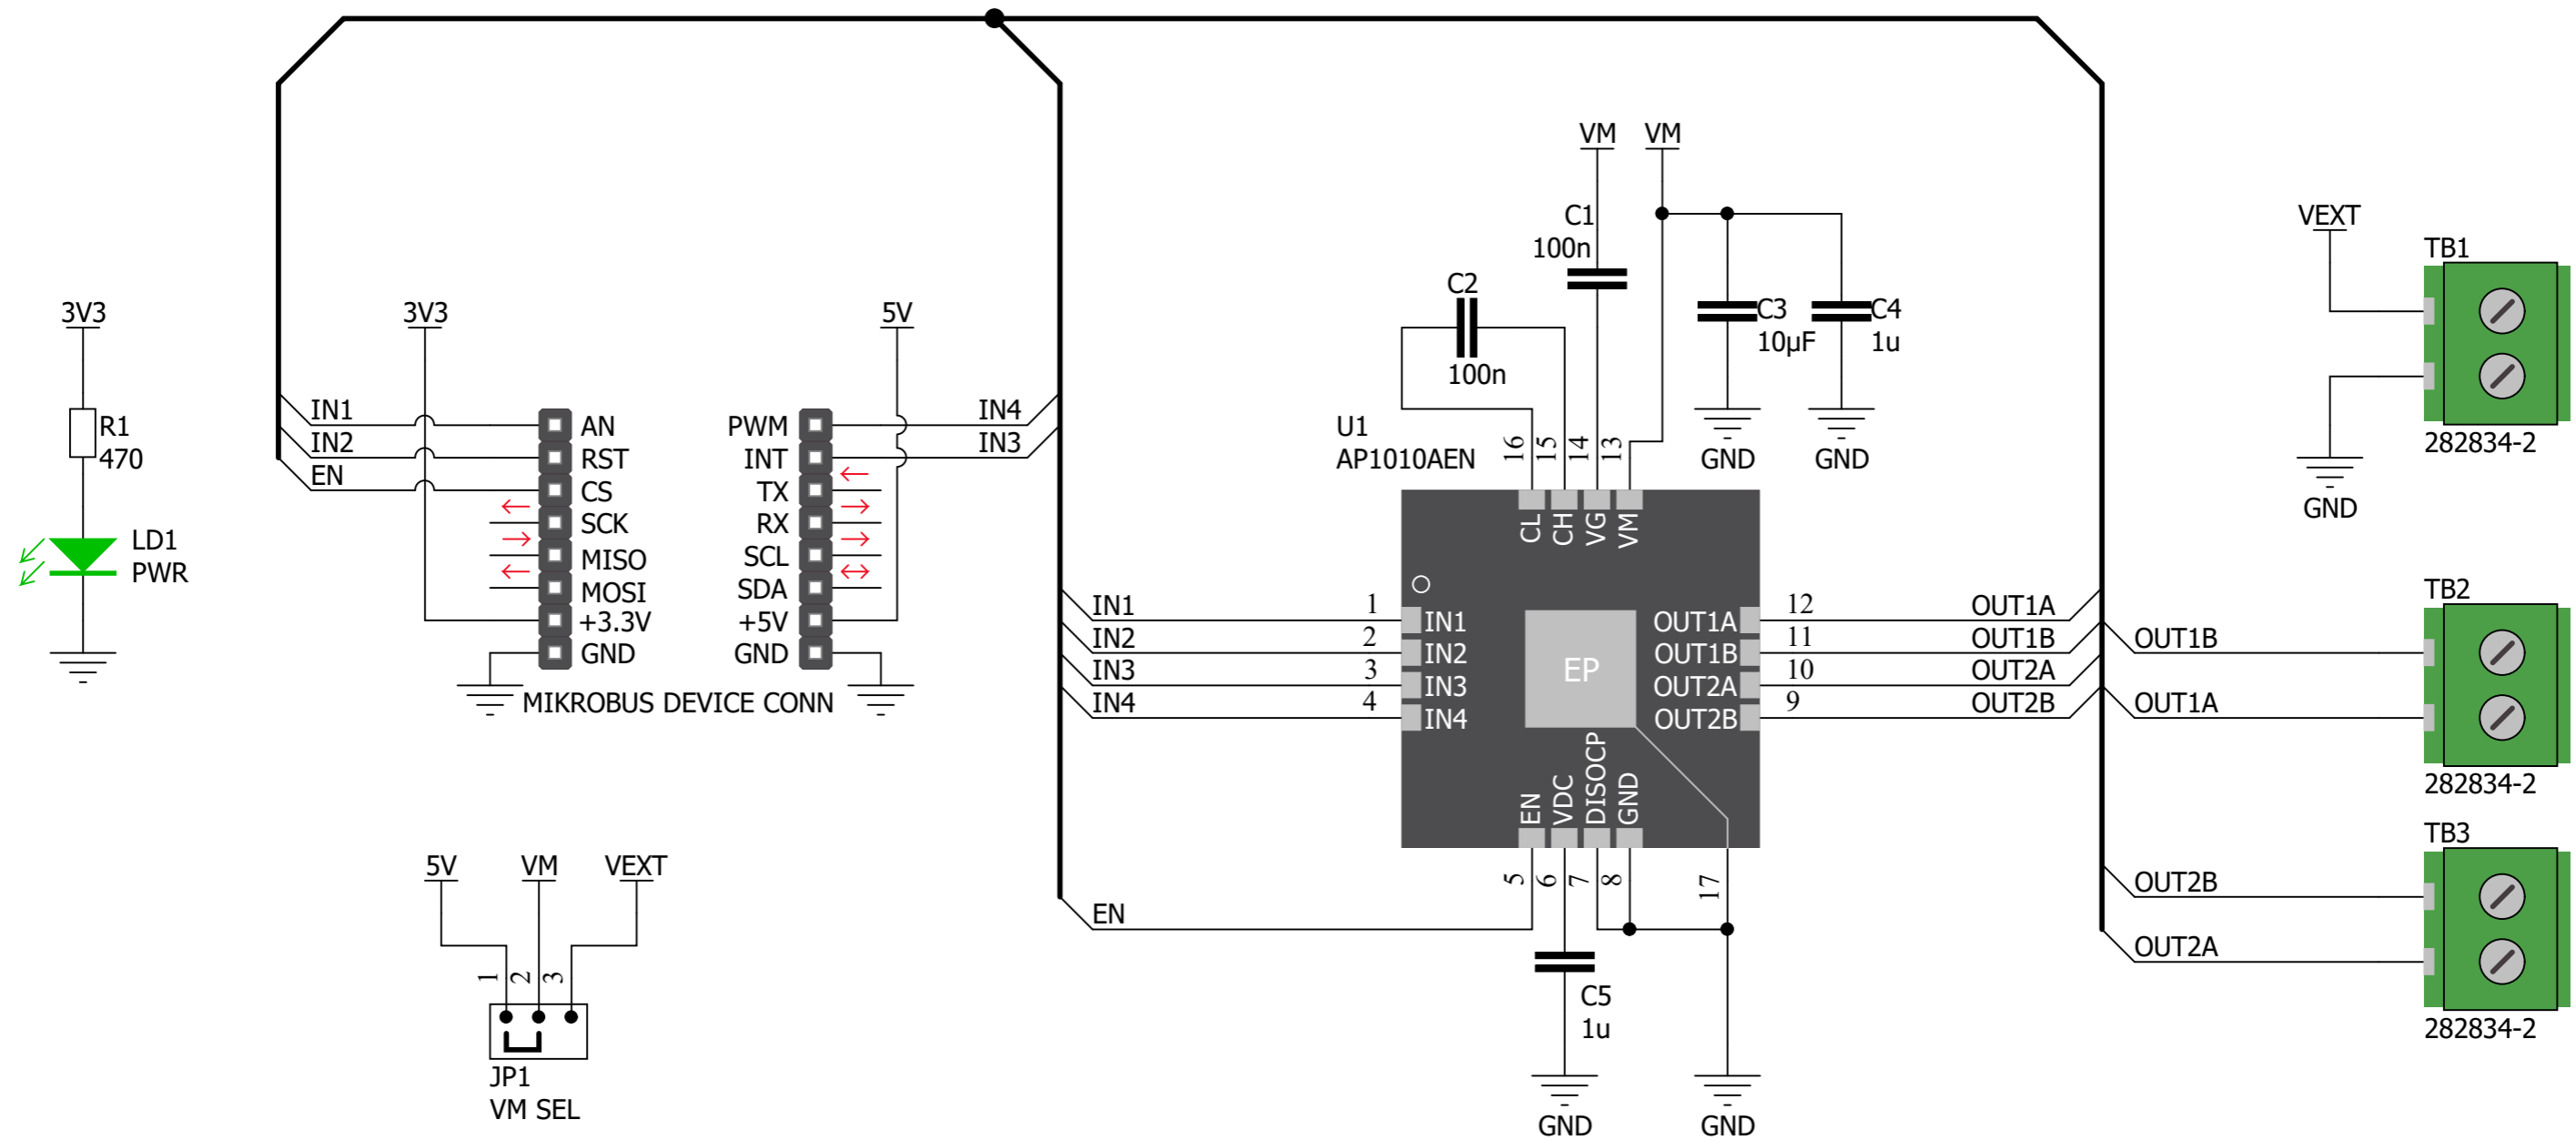 VM VM
C1
100n
VEXT
TB1
282834-2
GND
C2
100n
C3
10µF
C4
1u
GND
GND
3V3
R1
470
LD1
PWR
3V3
5V
IN1
IN2
EN
AN
RST
CS
SCK
MISO
MOSI
+3.3V
GND
PWM
INT
TX
RX
SCL
SDA
+5V
GND
IN4
IN3
MIKROBUS DEVICE CONN
U1
AP1010AEN
16 15 14 13
CL CH VG VM
IN1 1 IN1
IN2 2 IN2
IN3 3 IN3
IN4 4 IN4
EP
OUT1A 12 OUT1A
OUT1B 11 OUT1B
OUT2A 10 OUT2A
OUT2B 9 OUT2B
EN VDC DISOCP GND
5 6 7 8 17
EN
C5
1u
GND
GND
TB2
OUT1B
OUT1A
282834-2
TB3
OUT2B
OUT2A
282834-2
5V VM VEXT
1 2 3
JP1
VM SEL